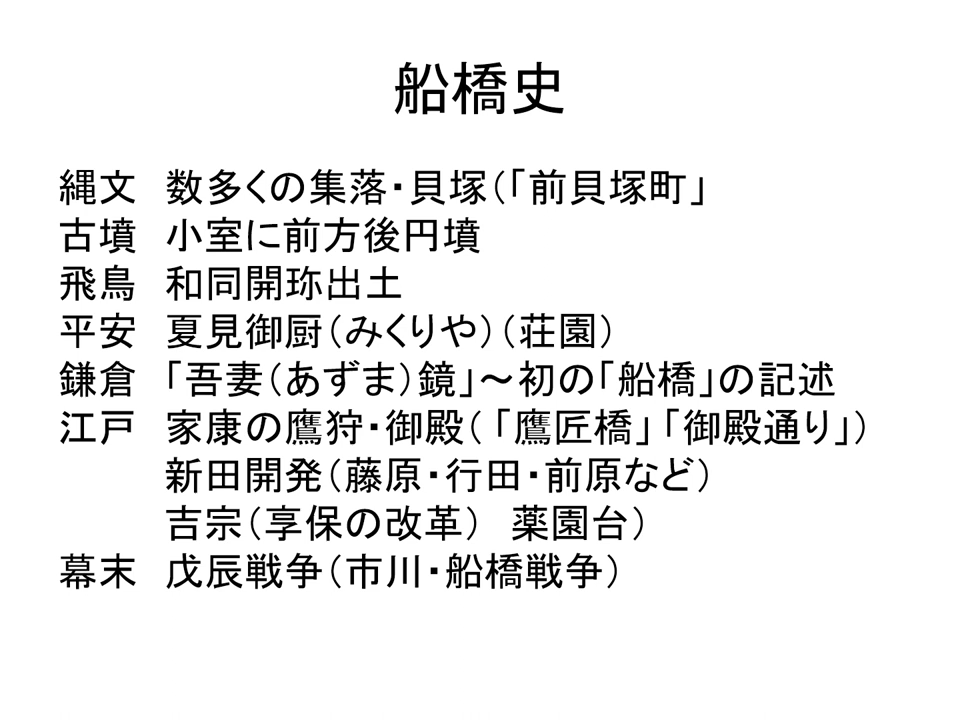 船橋史
縄文　数多くの集落・貝塚（「前貝塚町」
古墳　小室に前方後円墳
飛鳥　和同開珎出土
平安　夏見御厨（みくりや）（荘園）
鎌倉　「吾妻（あずま）鏡」～初の「船橋」の記述
江戸　家康の鷹狩・御殿（「鷹匠橋」「御殿通り」）
新田開発（藤原・行田・前原など）
吉宗（享保の改革）　薬園台）
幕末　戊辰戦争（市川・船橋戦争）